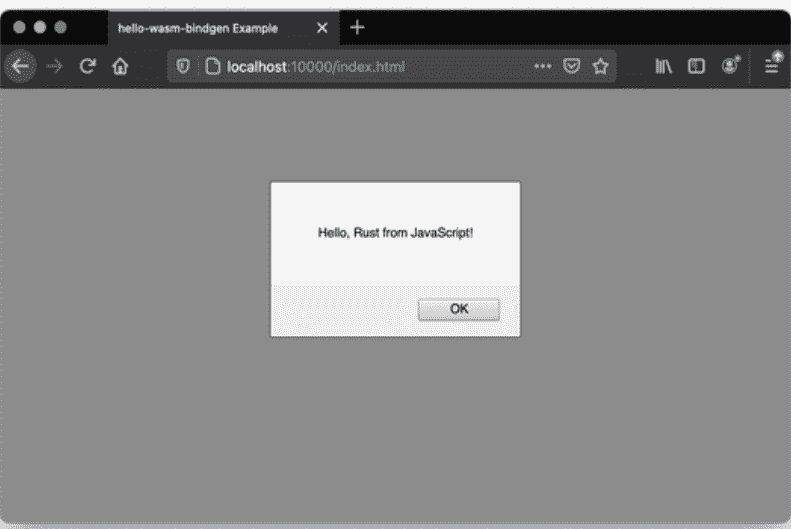 hello-wasm-bindgen Example
localhost:10000/index.html
Hello, Rust from JavaScript!
OK